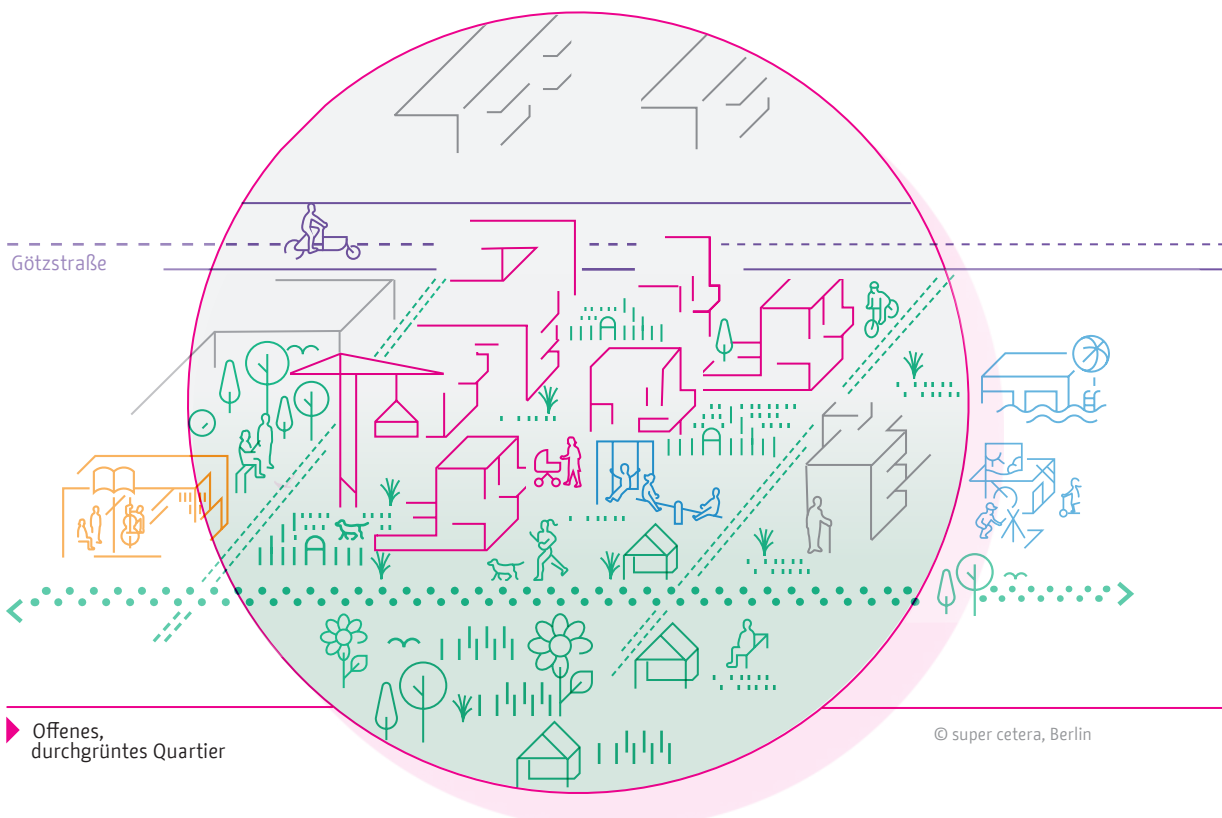 Götzstraße
Offenes,
durchgrüntes Quartier
© super cetera, Berlin